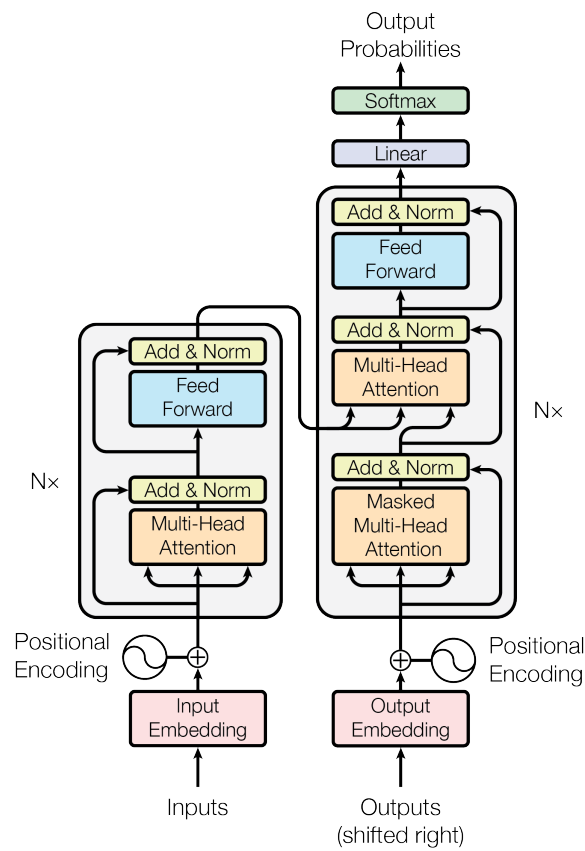 Output
Probabilities
Softmax
Linear
Add & Norm
Feed
Forward
Add & Norm
Multi-Head
Attention
Add & Norm
Masked
Multi-Head
Attention
N×
Add & Norm
Feed
Forward
Add & Norm
Multi-Head
Attention
N×
Positional
Encoding
Positional
Encoding
Input
Embedding
Output
Embedding
Inputs
Outputs
(shifted right)